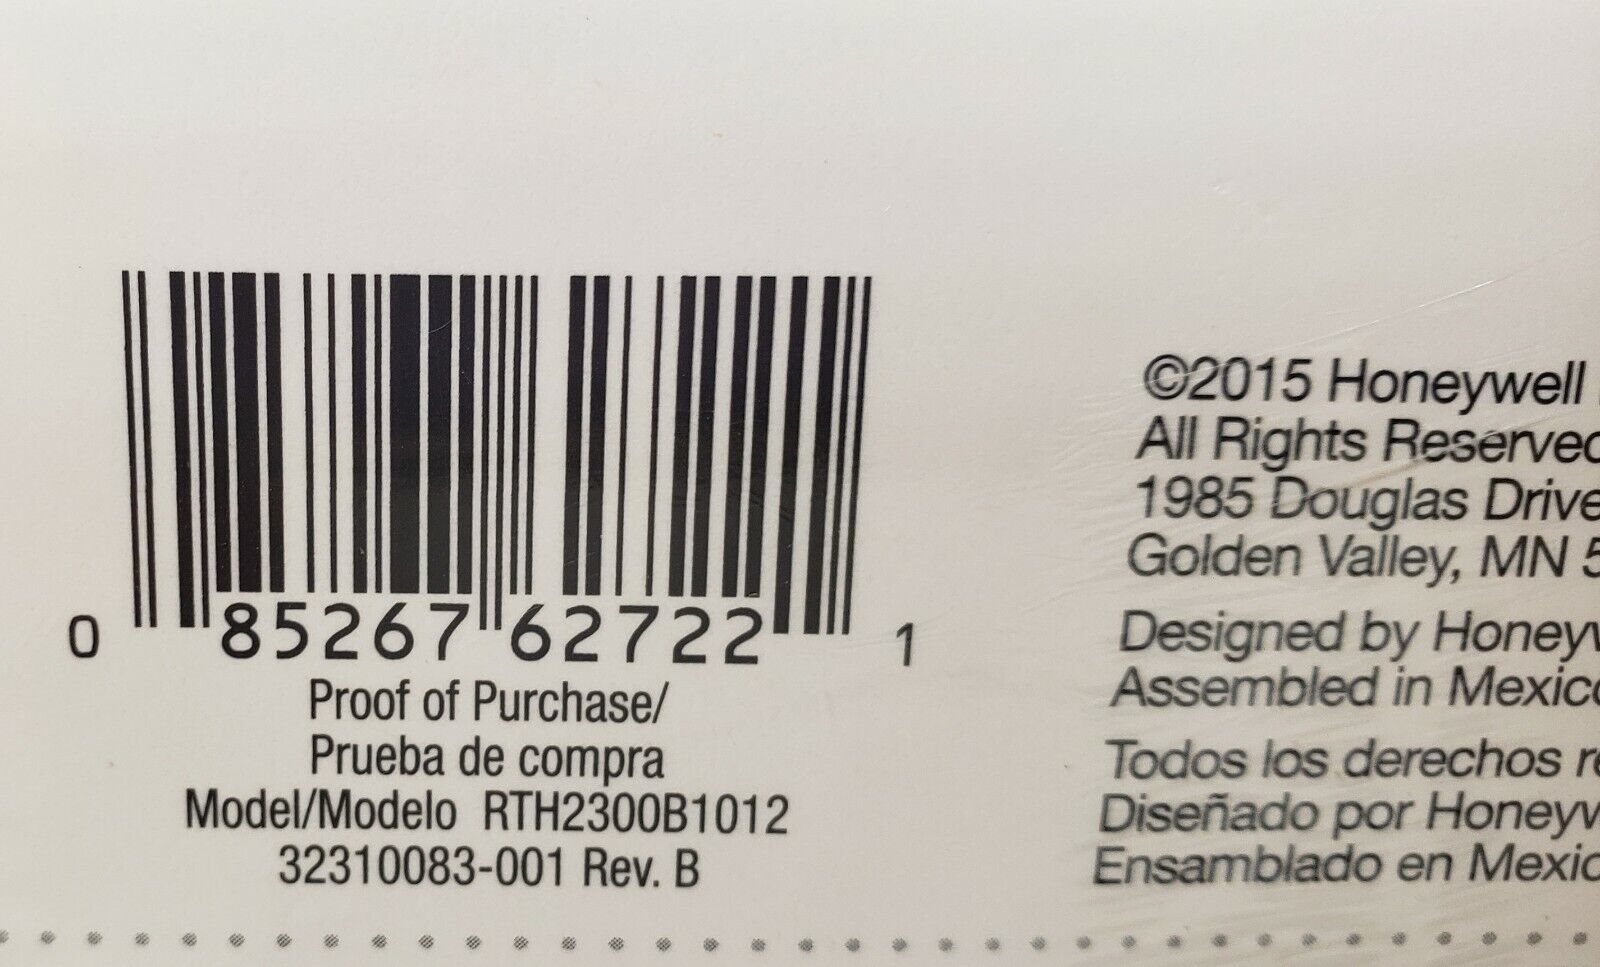 0 85267 62722 1
Proof of Purchase/
Prueba de compra
Model/Modelo RTH2300B1012
32310083-001 Rev. B
©2015 Honeywell
All Rights Reserved
1985 Douglas Drive
Golden Valley, MN 5
Designed by Honeyw
Assembled in Mexico
Todos los derechos re
Diseñado por Honeyw
Ensamblado en Mexic